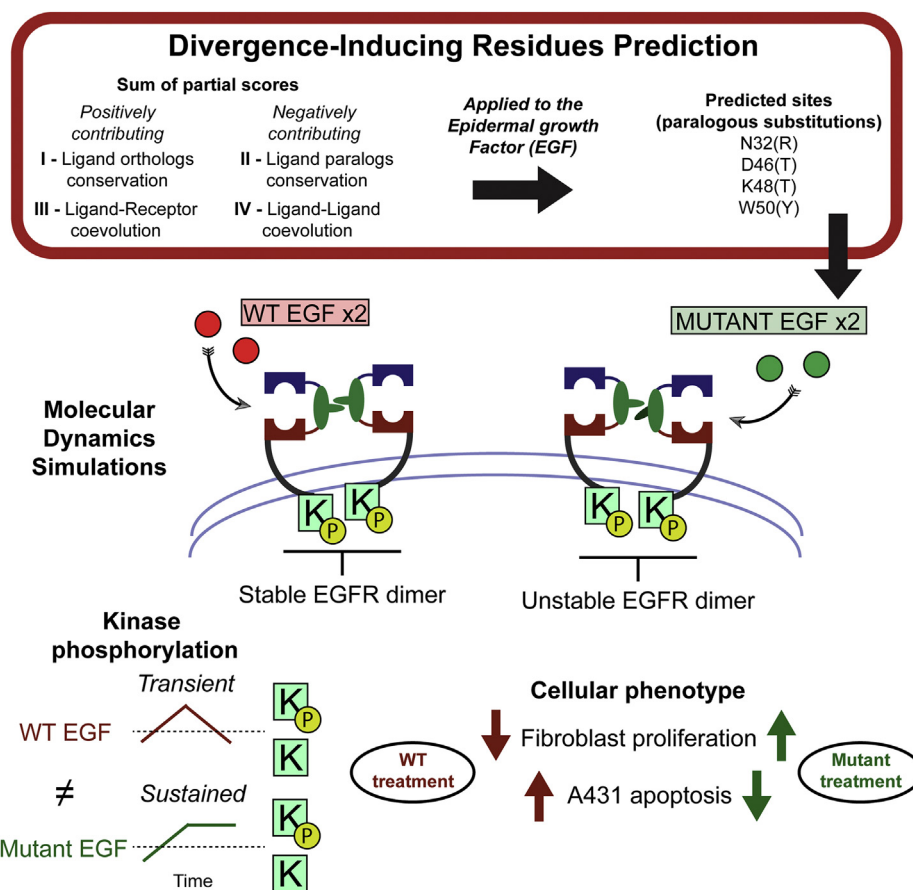 Divergence-Inducing Residues Prediction
Sum of partial scores
Positively
contributing
I - Ligand orthologs
conservation
III - Ligand-Receptor
coevolution
Negatively
contributing
II - Ligand paralogs
conservation
IV - Ligand-Ligand
coevolution
Applied to the
Epidermal growth
Factor (EGF)
Predicted sites
(paralogous substitutions)
N32(R)
D46(T)
K48(T)
W50(Y)
WT EGF x2
MUTANT EGF x2
Molecular
Dynamics
Simulations
K
P
K
P
K
P
K
P
Stable EGFR dimer
Unstable EGFR dimer
Kinase
phosphorylation
Transient
WT EGF
K
P
K
≠
Sustained
Mutant EGF
K
P
K
Time
Cellular phenotype
WT
treatment
Fibroblast proliferation
A431 apoptosis
Mutant
treatment